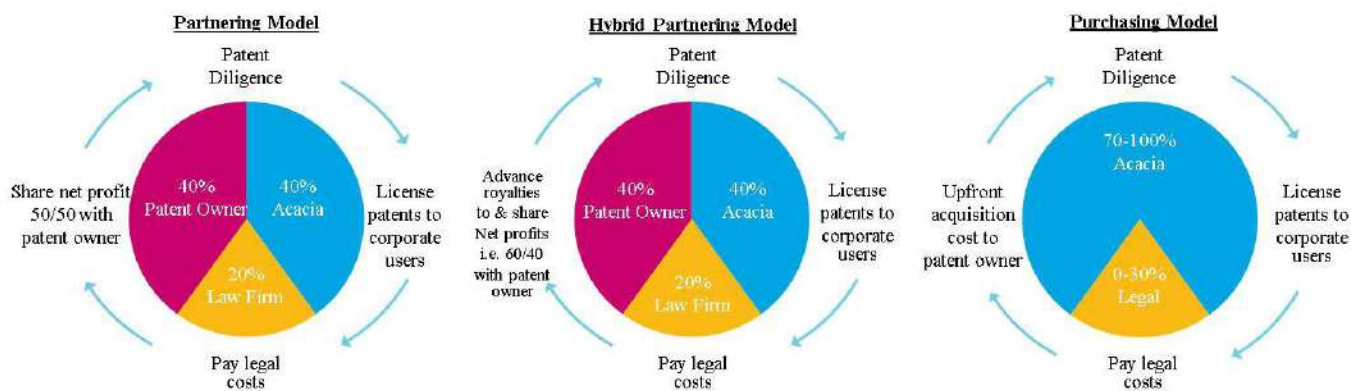 Partnering Model
Patent
Diligence
40%
Patent Owner
40%
Acacia
20%
Law Firm
Share net profit
50/50 with
patent owner
License
patents to
corporate
users
Pay legal
costs
Hybrid Partnering Model
Patent
Diligence
40%
Patent Owner
40%
Acacia
20%
Law Firm
Advance
royalties
to & share
Net profits
i.e. 60/40
with patent
owner
License
patents to
corporate
users
Pay legal
costs
Purchasing Model
Patent
Diligence
70-100%
Acacia
0-30%
Legal
Upfront
acquisition
cost to
patent owner
License
patents to
corporate
users
Pay legal
costs